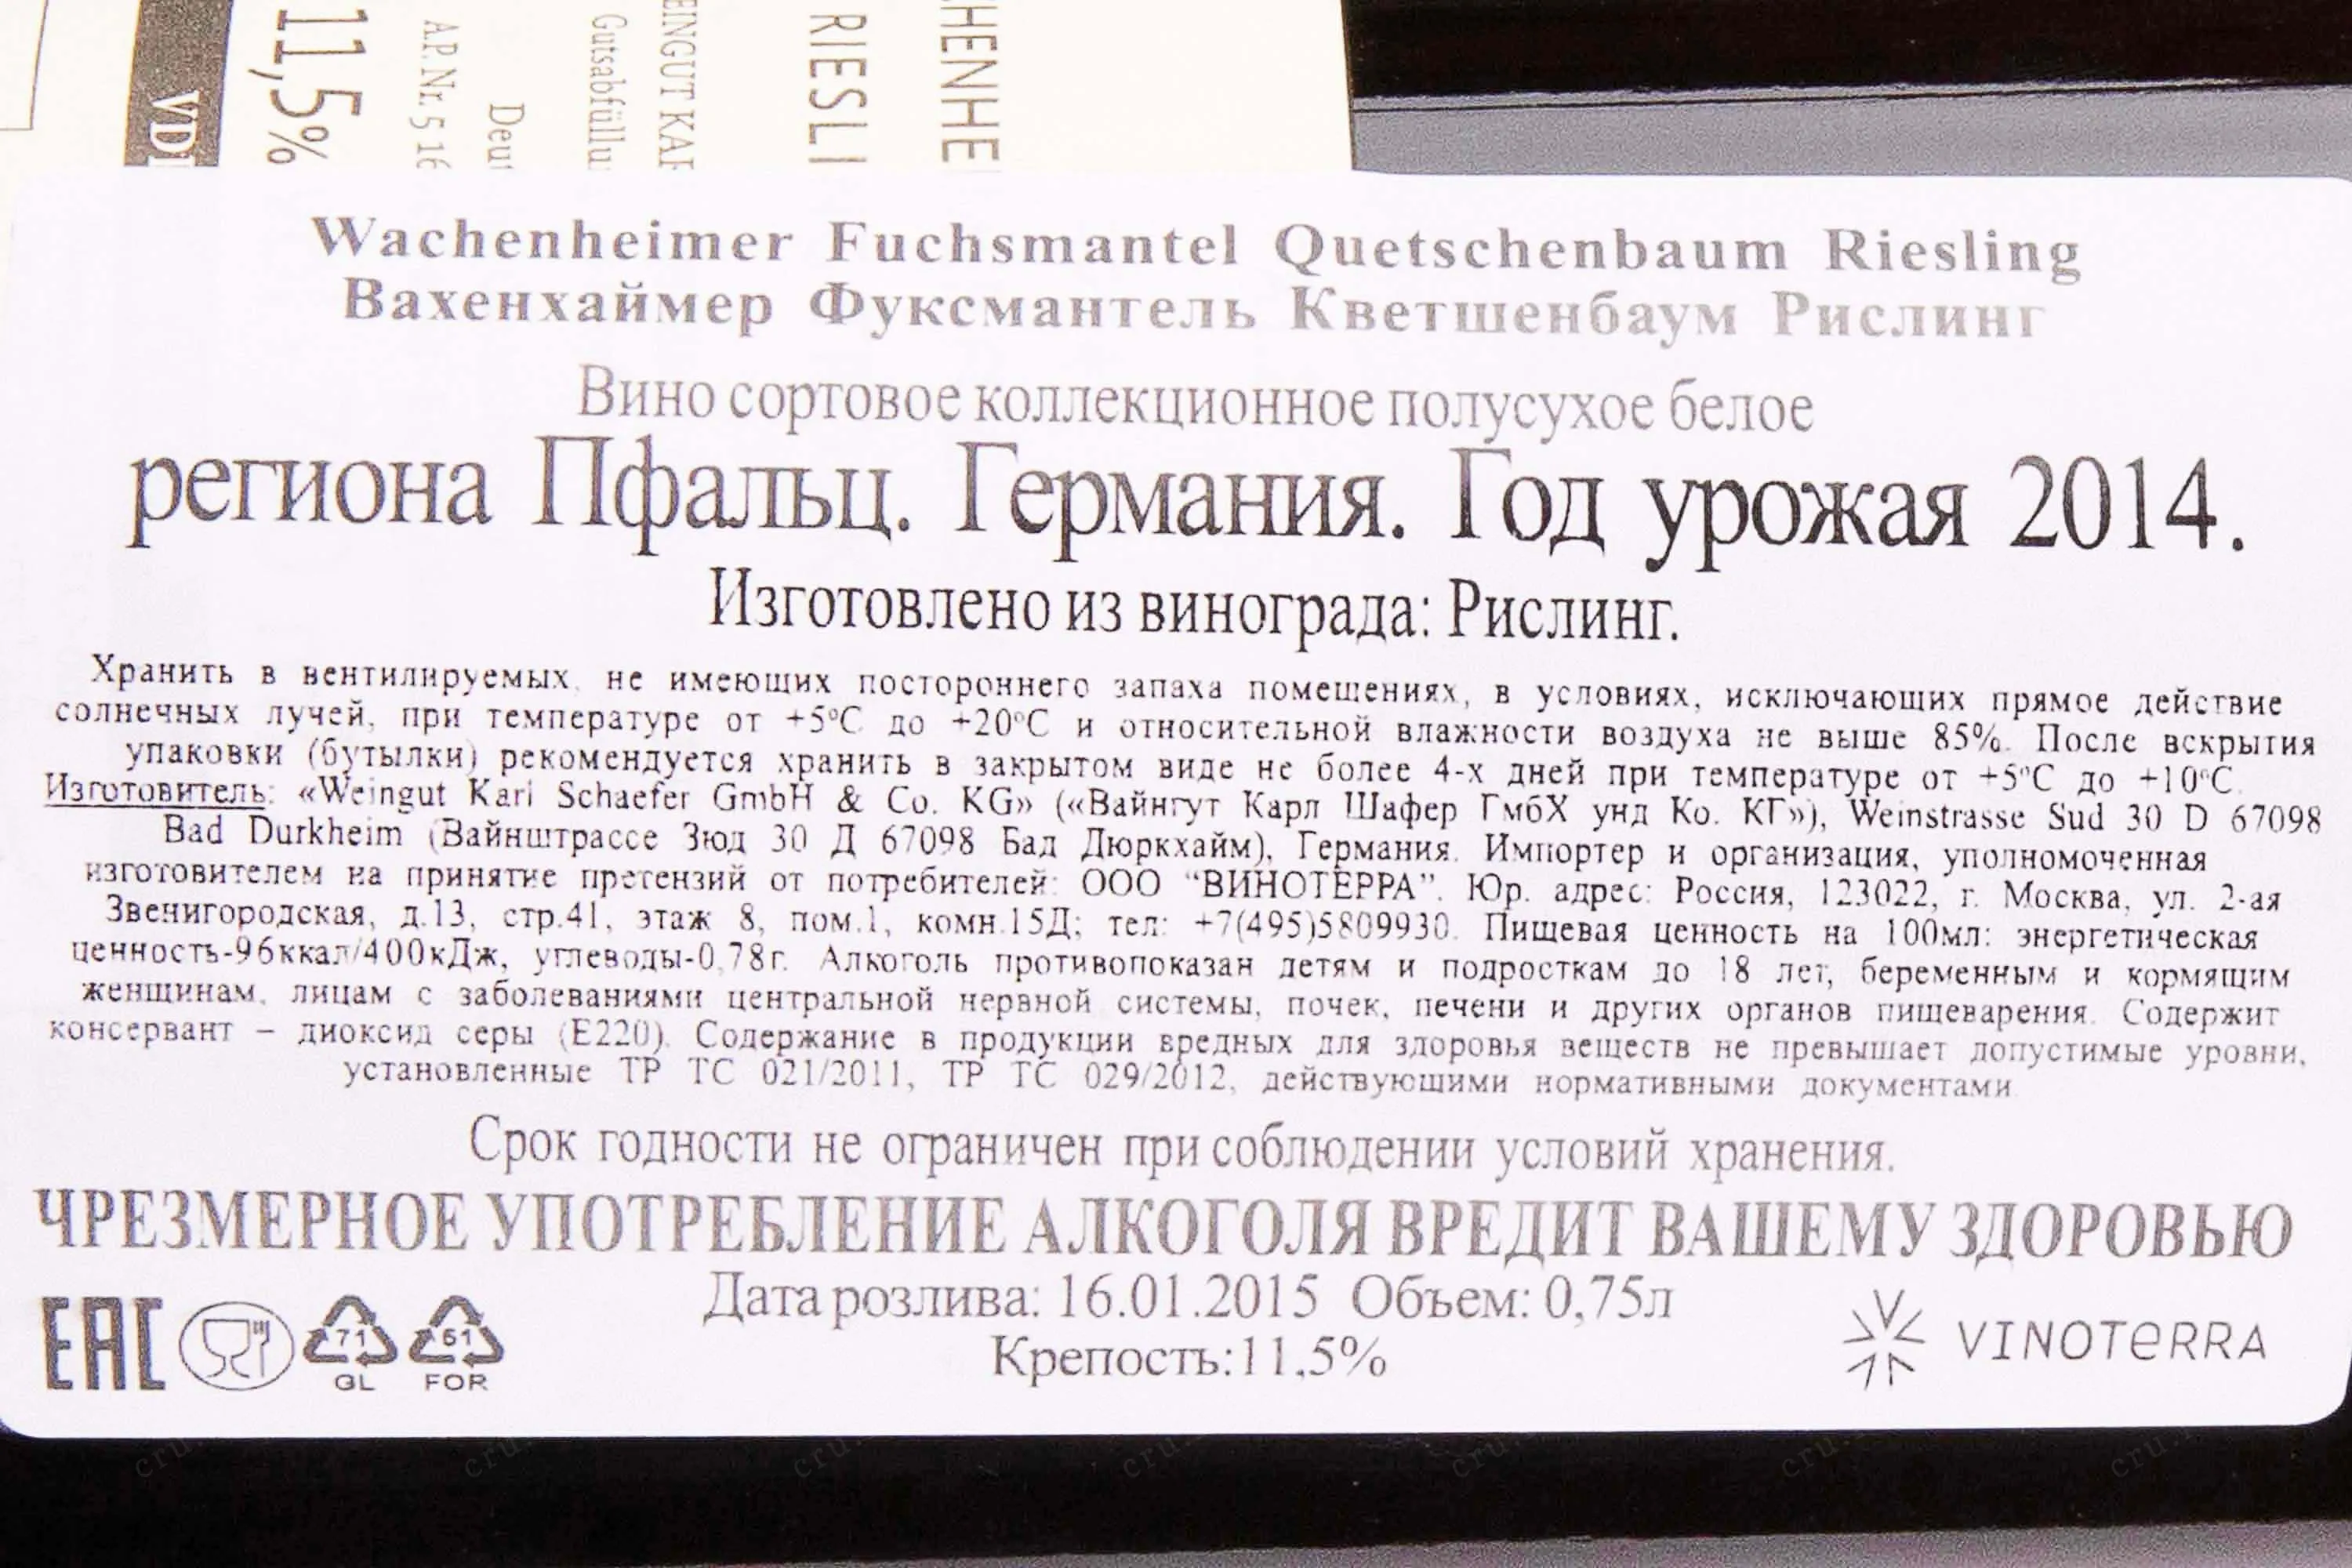 VD
11,5%
A.P. Nr. 5 16
Gutsabfüllu
EINGUT KAF
RIESLI
HENHE
Wachenheimer Fuchsmantel Quetschenbaum Riesling
Вахенхаймер Фуксмантель Кветшенбаум Рислинг
Вино сортовое коллекционное полусухое белое
региона Пфальц. Германия. Год урожая 2014.
Изготовлено из винограда: Рислинг.
Хранить в вентилируемых, не имеющих постороннего запаха помещениях, в условиях, исключающих прямое действие
солнечных лучей, при температуре от +5°С до +20°С и относительной влажности воздуха не выше 85%. После вскрытия
упаковки (бутылки) рекомендуется хранить в закрытом виде не более 4-х дней при температуре от +5°С до +10°С.
Изготовитель: «Weingut Karl Schaefer GmbH & Co. KG» («Вайнгут Карл Шафер ГмбХ унд Ко. КГ»), Weinstrasse Sud 30 D 67098
Bad Durkheim (Вайнштрассе Зюд 30 Д 67098 Бад Дюркхайм), Германия. Импортер и организация, уполномоченная
изготовителем на принятие претензий от потребителей: ООО "ВИНОТЕРРА". Юр. адрес: Россия, 123022, г. Москва, ул. 2-ая
Звенигородская, д.13, стр.41, этаж 8, пом.1, комн.15Д; тел: +7(495)5809930. Пищевая ценность на 100мл: энергетическая
ценность-96ккал/400кДж, углеводы-0,78г. Алкоголь противопоказан детям и подросткам до 18 лет, беременным и кормящим
женщинам, лицам с заболеваниями центральной нервной системы, почек, печени и других органов пищеварения. Содержит
консервант – диоксид серы (Е220). Содержание в продукции вредных для здоровья веществ не превышает допустимые уровни,
установленные ТР ТС 021/2011, ТР ТС 029/2012, действующими нормативными документами.
Срок годности не ограничен при соблюдении условий хранения.
ЧРЕЗМЕРНОЕ УПОТРЕБЛЕНИЕ АЛКОГОЛЯ ВРЕДИТ ВАШЕМУ ЗДОРОВЬЮ
Дата розлива: 16.01.2015 Объем: 0,75л
Крепость:11,5%
EAC
71
GL
61
FOR
VINOTeRRA